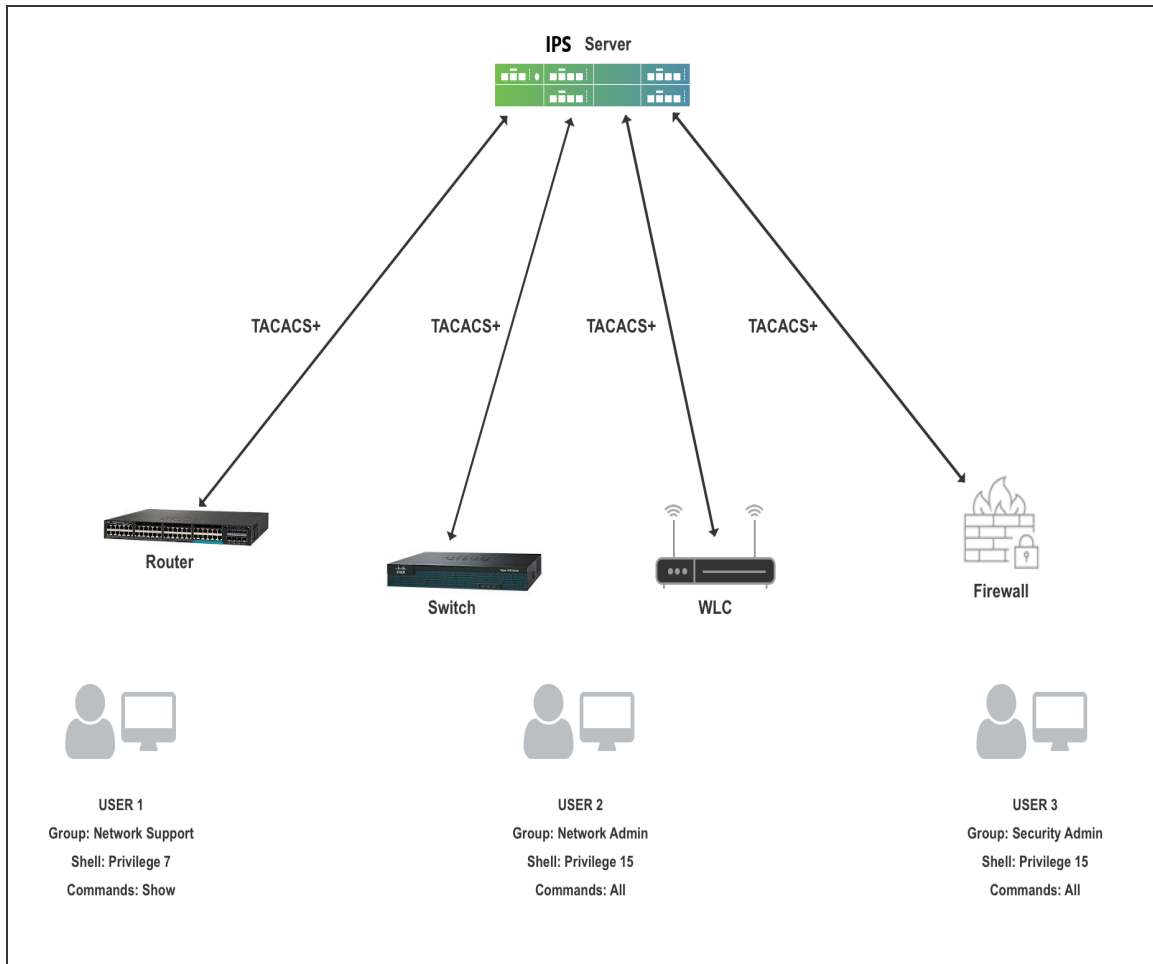 IPS Server
TACACS+
TACACS+
TACACS+
TACACS+
Router
Switch
WLC
Firewall
USER 1
Group: Network Support
Shell: Privilege 7
Commands: Show
USER 2
Group: Network Admin
Shell: Privilege 15
Commands: All
USER 3
Group: Security Admin
Shell: Privilege 15
Commands: All